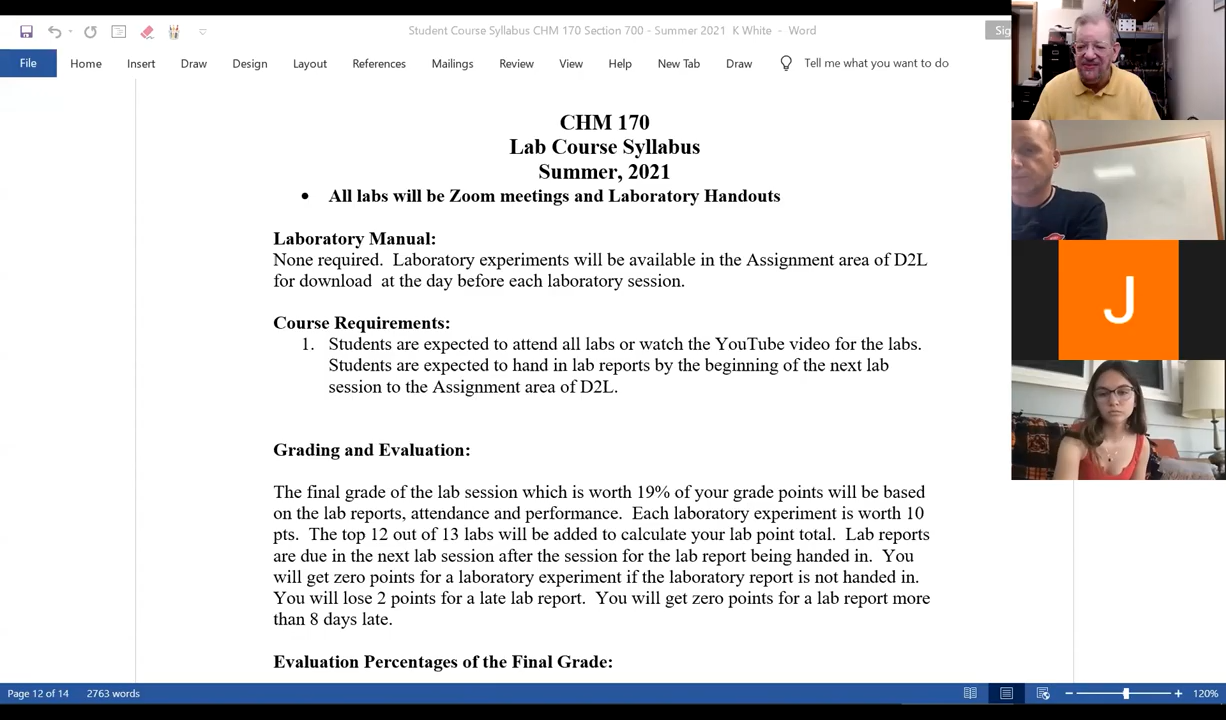 Student Course Syllabus CHM 170 Section 700 - Summer 2021 K White - Word
Sig
File Home Insert Draw Design Layout References Mailings Review View Help New Tab Draw Tell me what you want to do
CHM 170
Lab Course Syllabus
Summer, 2021
• All labs will be Zoom meetings and Laboratory Handouts
Laboratory Manual:
None required. Laboratory experiments will be available in the Assignment area of D2L
for download at the day before each laboratory session.
Course Requirements:
1. Students are expected to attend all labs or watch the YouTube video for the labs.
Students are expected to hand in lab reports by the beginning of the next lab
session to the Assignment area of D2L.
Grading and Evaluation:
The final grade of the lab session which is worth 19% of your grade points will be based
on the lab reports, attendance and performance. Each laboratory experiment is worth 10
pts. The top 12 out of 13 labs will be added to calculate your lab point total. Lab reports
are due in the next lab session after the session for the lab report being handed in. You
will get zero points for a laboratory experiment if the laboratory report is not handed in.
You will lose 2 points for a late lab report. You will get zero points for a lab report more
than 8 days late.
Evaluation Percentages of the Final Grade:
J
Page 12 of 14 2763 words 120%